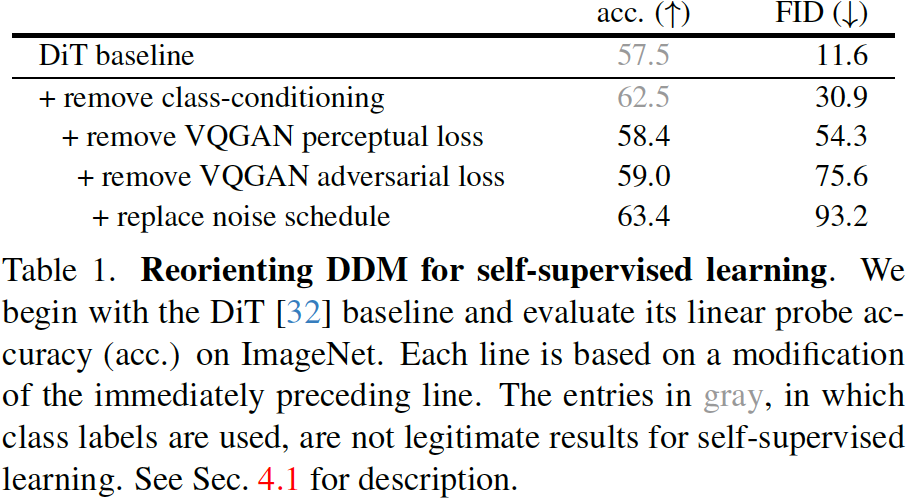 acc. (↑) FID (↓)
DiT baseline 57.5 11.6
+ remove class-conditioning 62.5 30.9
+ remove VQGAN perceptual loss 58.4 54.3
+ remove VQGAN adversarial loss 59.0 75.6
+ replace noise schedule 63.4 93.2
Table 1. Reorienting DDM for self-supervised learning. We
begin with the DiT [32] baseline and evaluate its linear probe ac-
curacy (acc.) on ImageNet. Each line is based on a modification
of the immediately preceding line. The entries in gray, in which
class labels are used, are not legitimate results for self-supervised
learning. See Sec. 4.1 for description.